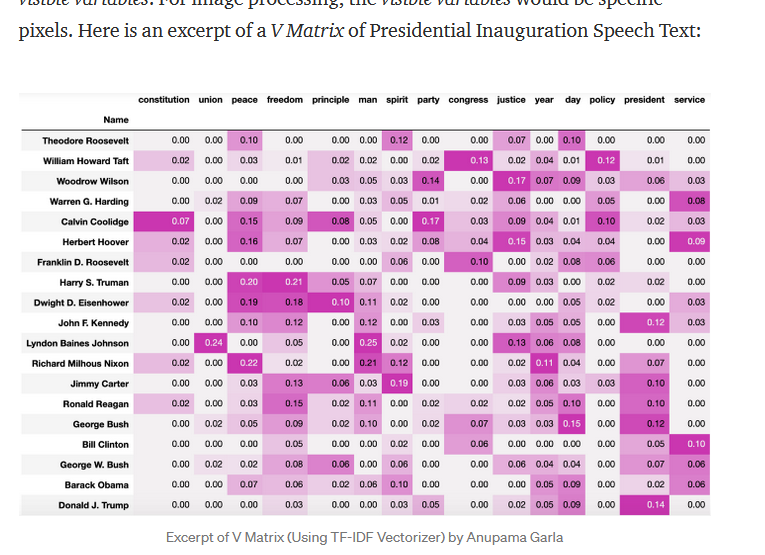 visible variables. For image processing, the visible variables would be specific
pixels. Here is an excerpt of a V Matrix of Presidential Inauguration Speech Text:
constitution union peace freedom principle man spirit party congress justice year day policy president service
Name
Theodore Roosevelt 0.00 0.00 0.10 0.00 0.00 0.00 0.12 0.00 0.00 0.07 0.00 0.10 0.00 0.00 0.00
William Howard Taft 0.02 0.00 0.03 0.01 0.02 0.02 0.00 0.02 0.13 0.02 0.04 0.01 0.12 0.01 0.00
Woodrow Wilson 0.00 0.00 0.00 0.00 0.03 0.05 0.03 0.14 0.00 0.17 0.07 0.09 0.03 0.06 0.03
Warren G. Harding 0.00 0.02 0.09 0.07 0.00 0.03 0.05 0.01 0.02 0.06 0.00 0.00 0.05 0.00 0.08
Calvin Coolidge 0.07 0.00 0.15 0.09 0.08 0.05 0.00 0.17 0.03 0.09 0.04 0.01 0.10 0.02 0.03
Herbert Hoover 0.02 0.00 0.16 0.07 0.00 0.03 0.02 0.08 0.04 0.15 0.03 0.04 0.04 0.00 0.09
Franklin D. Roosevelt 0.02 0.00 0.00 0.00 0.00 0.00 0.06 0.00 0.10 0.00 0.02 0.08 0.06 0.00 0.00
Harry S. Truman 0.00 0.00 0.20 0.21 0.05 0.07 0.00 0.00 0.00 0.09 0.03 0.00 0.02 0.02 0.00
Dwight D. Eisenhower 0.02 0.00 0.19 0.18 0.10 0.11 0.02 0.00 0.00 0.00 0.00 0.05 0.02 0.00 0.03
John F. Kennedy 0.00 0.00 0.10 0.12 0.00 0.12 0.00 0.03 0.00 0.03 0.05 0.05 0.00 0.12 0.03
Lyndon Baines Johnson 0.00 0.24 0.00 0.05 0.00 0.25 0.02 0.00 0.00 0.13 0.06 0.08 0.00 0.00 0.00
Richard Milhous Nixon 0.02 0.00 0.22 0.02 0.00 0.21 0.12 0.00 0.00 0.02 0.11 0.04 0.00 0.07 0.00
Jimmy Carter 0.00 0.00 0.03 0.13 0.06 0.03 0.19 0.00 0.00 0.03 0.06 0.03 0.03 0.10 0.00
Ronald Reagan 0.02 0.00 0.03 0.15 0.02 0.11 0.00 0.02 0.02 0.02 0.05 0.10 0.00 0.10 0.00
George Bush 0.00 0.02 0.05 0.09 0.02 0.10 0.00 0.02 0.07 0.03 0.03 0.15 0.00 0.12 0.00
Bill Clinton 0.00 0.00 0.00 0.05 0.00 0.00 0.02 0.00 0.06 0.00 0.00 0.00 0.00 0.05 0.10
George W. Bush 0.00 0.02 0.02 0.08 0.06 0.00 0.06 0.00 0.00 0.06 0.04 0.04 0.00 0.07 0.06
Barack Obama 0.00 0.00 0.07 0.06 0.02 0.06 0.10 0.00 0.00 0.00 0.05 0.09 0.00 0.02 0.06
Donald J. Trump 0.00 0.00 0.00 0.03 0.00 0.00 0.03 0.05 0.00 0.02 0.05 0.09 0.00 0.14 0.00
Excerpt of V Matrix (Using TF-IDF Vectorizer) by Anupama Garla